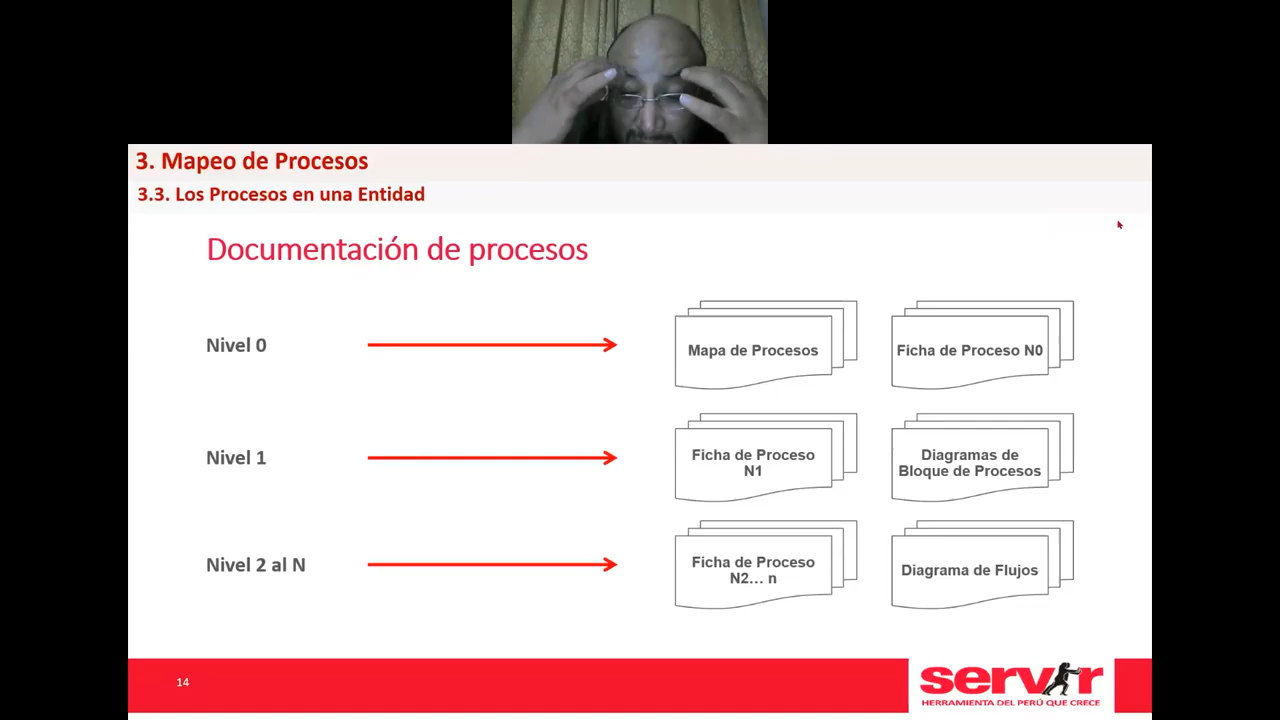 3. Mapeo de Procesos
3.3. Los Procesos en una Entidad
Documentación de procesos
Nivel 0
Mapa de Procesos
Ficha de Proceso N0
Nivel 1
Ficha de Proceso
N1
Diagramas de
Bloque de Procesos
Nivel 2 al N
Ficha de Proceso
N2... n
Diagrama de Flujos
14
servir
HERRAMIENTA DEL PERÚ QUE CRECE